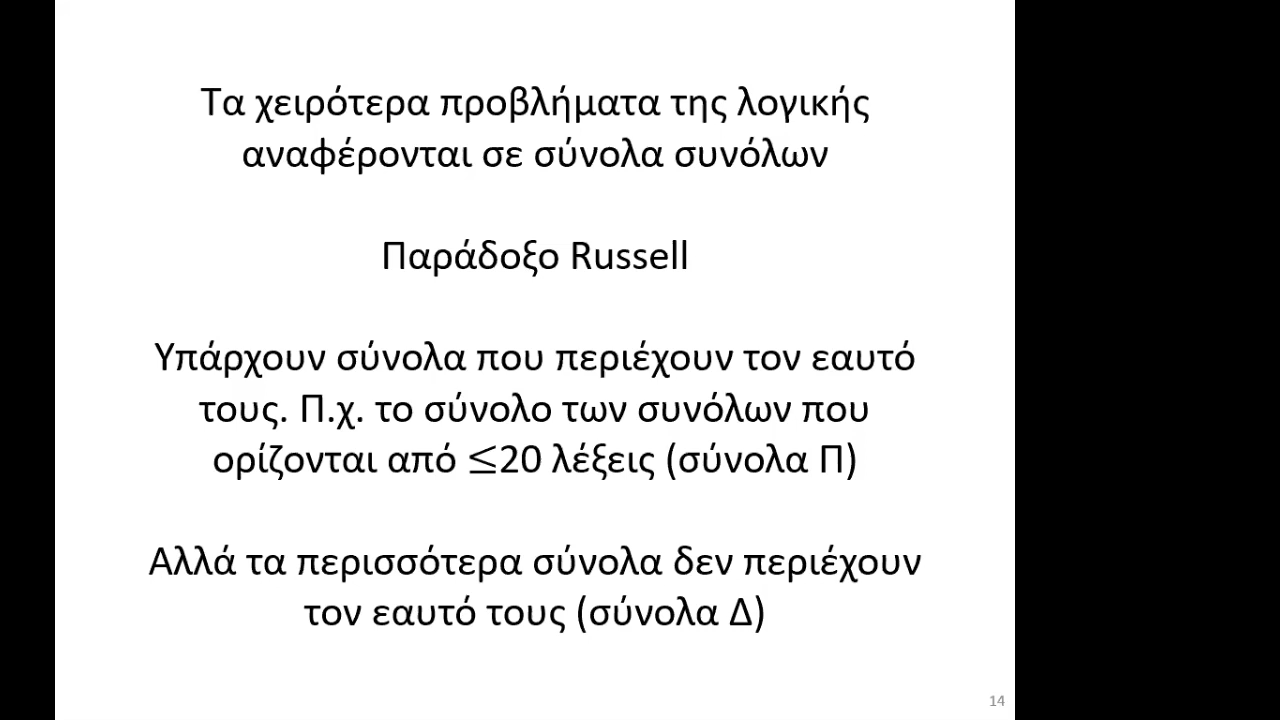 Τα χειρότερα προβλήματα της λογικής
αναφέρονται σε σύνολα συνόλων
Παράδοξο Russell
Υπάρχουν σύνολα που περιέχουν τον εαυτό
τους. Π.χ. το σύνολο των συνόλων που
ορίζονται από ≤20 λέξεις (σύνολα Π)
Αλλά τα περισσότερα σύνολα δεν περιέχουν
τον εαυτό τους (σύνολα Δ)
14